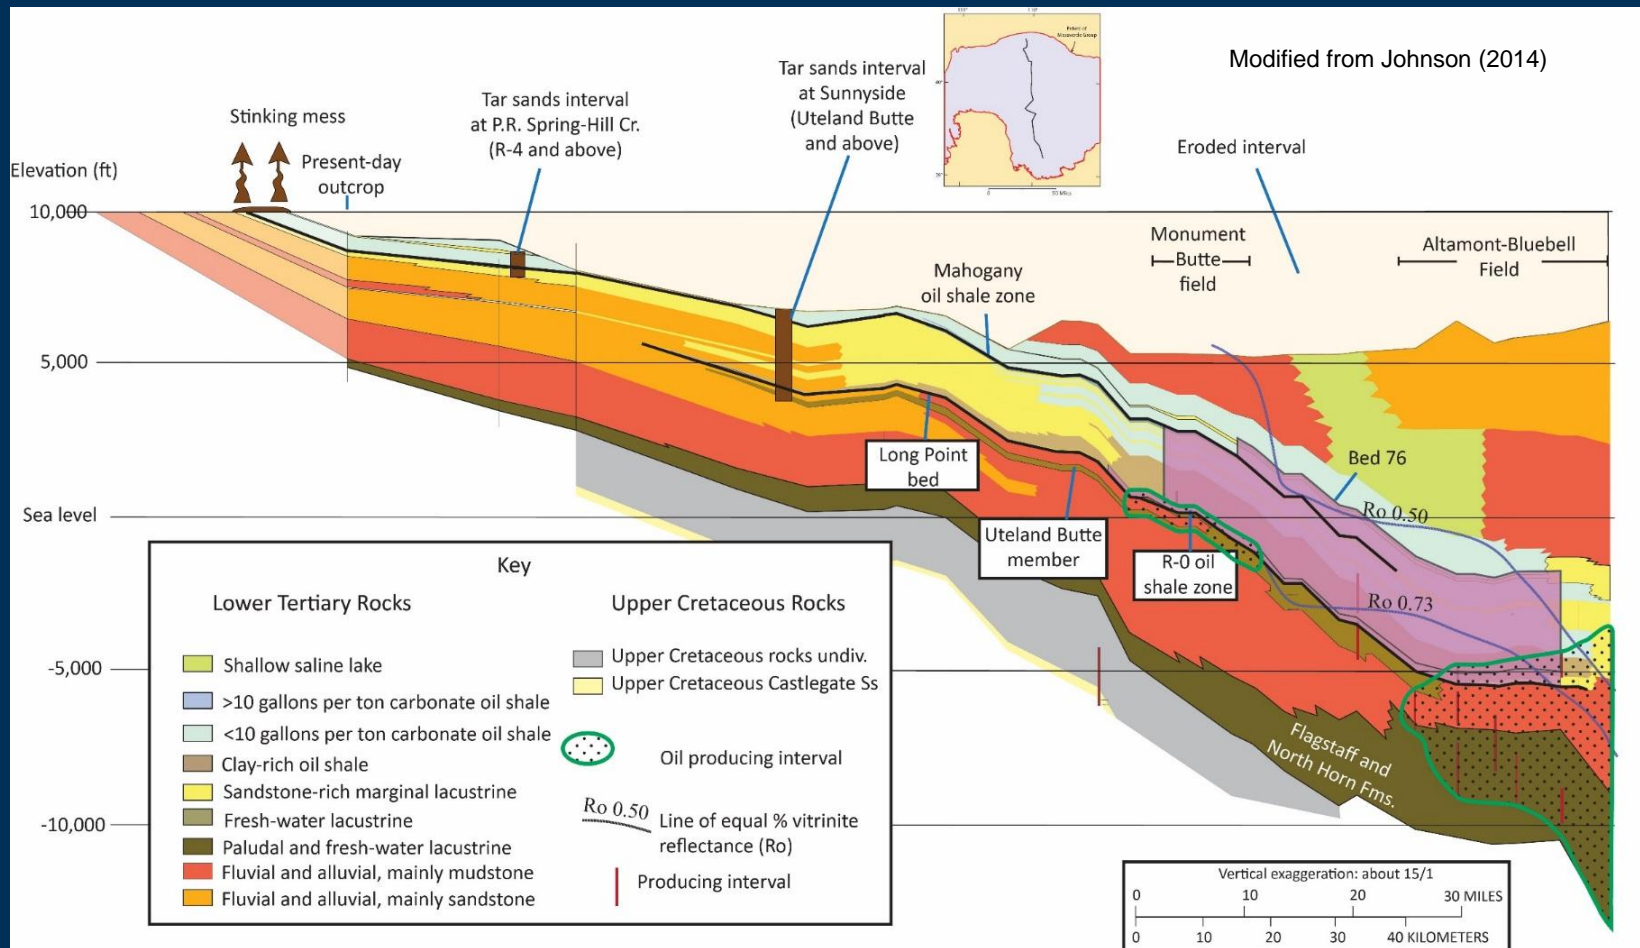 Modified from Johnson (2014)
Tar sands interval
at Sunnyside
(Uteland Butte
and above)
Tar sands interval
at P.R. Spring-Hill Cr.
(R-4 and above)
Stinking mess
Present-day
outcrop
Eroded interval
Elevation (ft)
10,000
5,000
Sea level
-5,000
-10,000
Monument
Butte
field
Altamont-Bluebell
Field
Mahogany
oil shale zone
Long Point
bed
Bed 76
Ro 0.50
Uteland Butte
member
R-0 oil
shale zone
Ro 0.73
Flagstaff and
North Horn Fms.
Key
Lower Tertiary Rocks
Shallow saline lake
>10 gallons per ton carbonate oil shale
<10 gallons per ton carbonate oil shale
Clay-rich oil shale
Sandstone-rich marginal lacustrine
Fresh-water lacustrine
Paludal and fresh-water lacustrine
Fluvial and alluvial, mainly mudstone
Fluvial and alluvial, mainly sandstone
Upper Cretaceous Rocks
Upper Cretaceous rocks undiv.
Upper Cretaceous Castlegate Ss
Oil producing interval
Ro 0.50
Line of equal % vitrinite
reflectance (Ro)
Producing interval
Vertical exaggeration: about 15/1
0 10 20 30 MILES
0 10 20 30 40 KILOMETERS